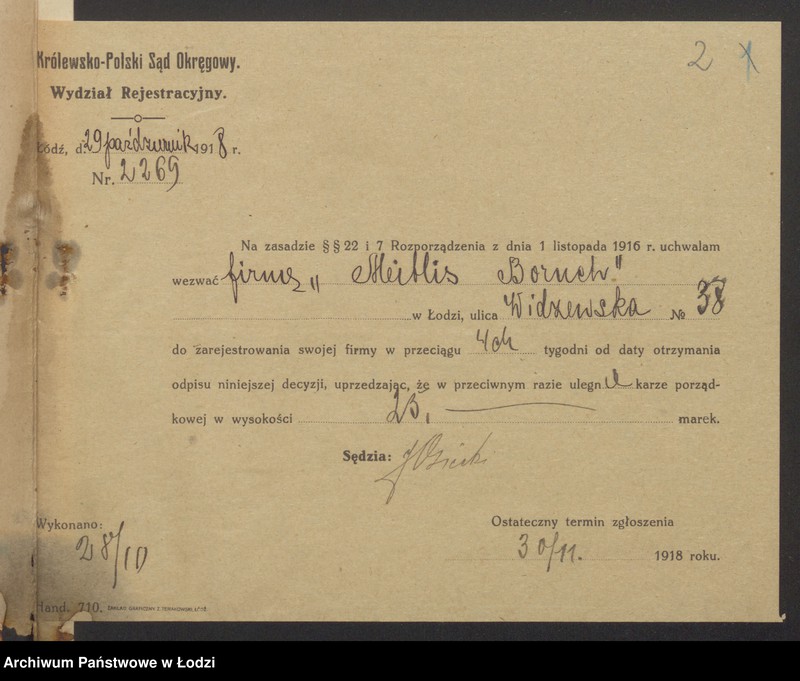 2
Królewsko-Polski Sąd Okręgowy.
Wydział Rejestracyjny.
Łódź, d. 29 październik 1918 r.
Nr. 2269
Na zasadzie §§ 22 i 7 Rozporządzenia z dnia 1 listopada 1916 r. uchwalam
wezwać firmę „Meitlis Boruch"
w Łodzi, ulica Widzewska № 38
do zarejestrowania swojej firmy w przeciągu 4ch tygodni od daty otrzymania
odpisu niniejszej decyzji, uprzedzając, że w przeciwnym razie ulegnie karze porząd-
kowej w wysokości 25, marek.
Sędzia:
Wykonano:
28/10
Ostateczny termin zgłoszenia
30/11. 1918 roku.
Hand. 710.
Archiwum Państwowe w Łodzi